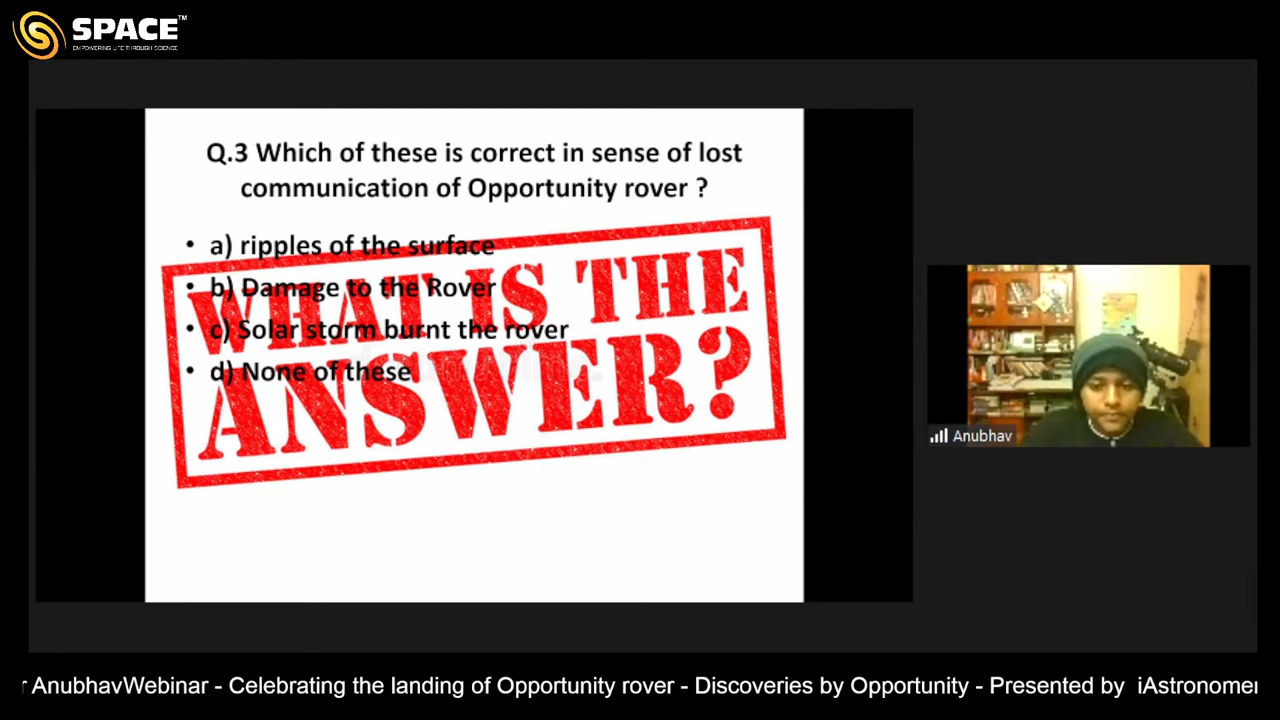 SPACE™
EMPOWERING LIFE THROUGH SCIENCE
Q.3 Which of these is correct in sense of lost
communication of Opportunity rover ?
• a) ripples of the surface
• b) Damage to the Rover
• c) Solar storm burnt the rover
• d) None of these
WHAT IS THE
ANSWER?
Anubhav
AnubhavWebinar - Celebrating the landing of Opportunity rover - Discoveries by Opportunity - Presented by iAstronomer